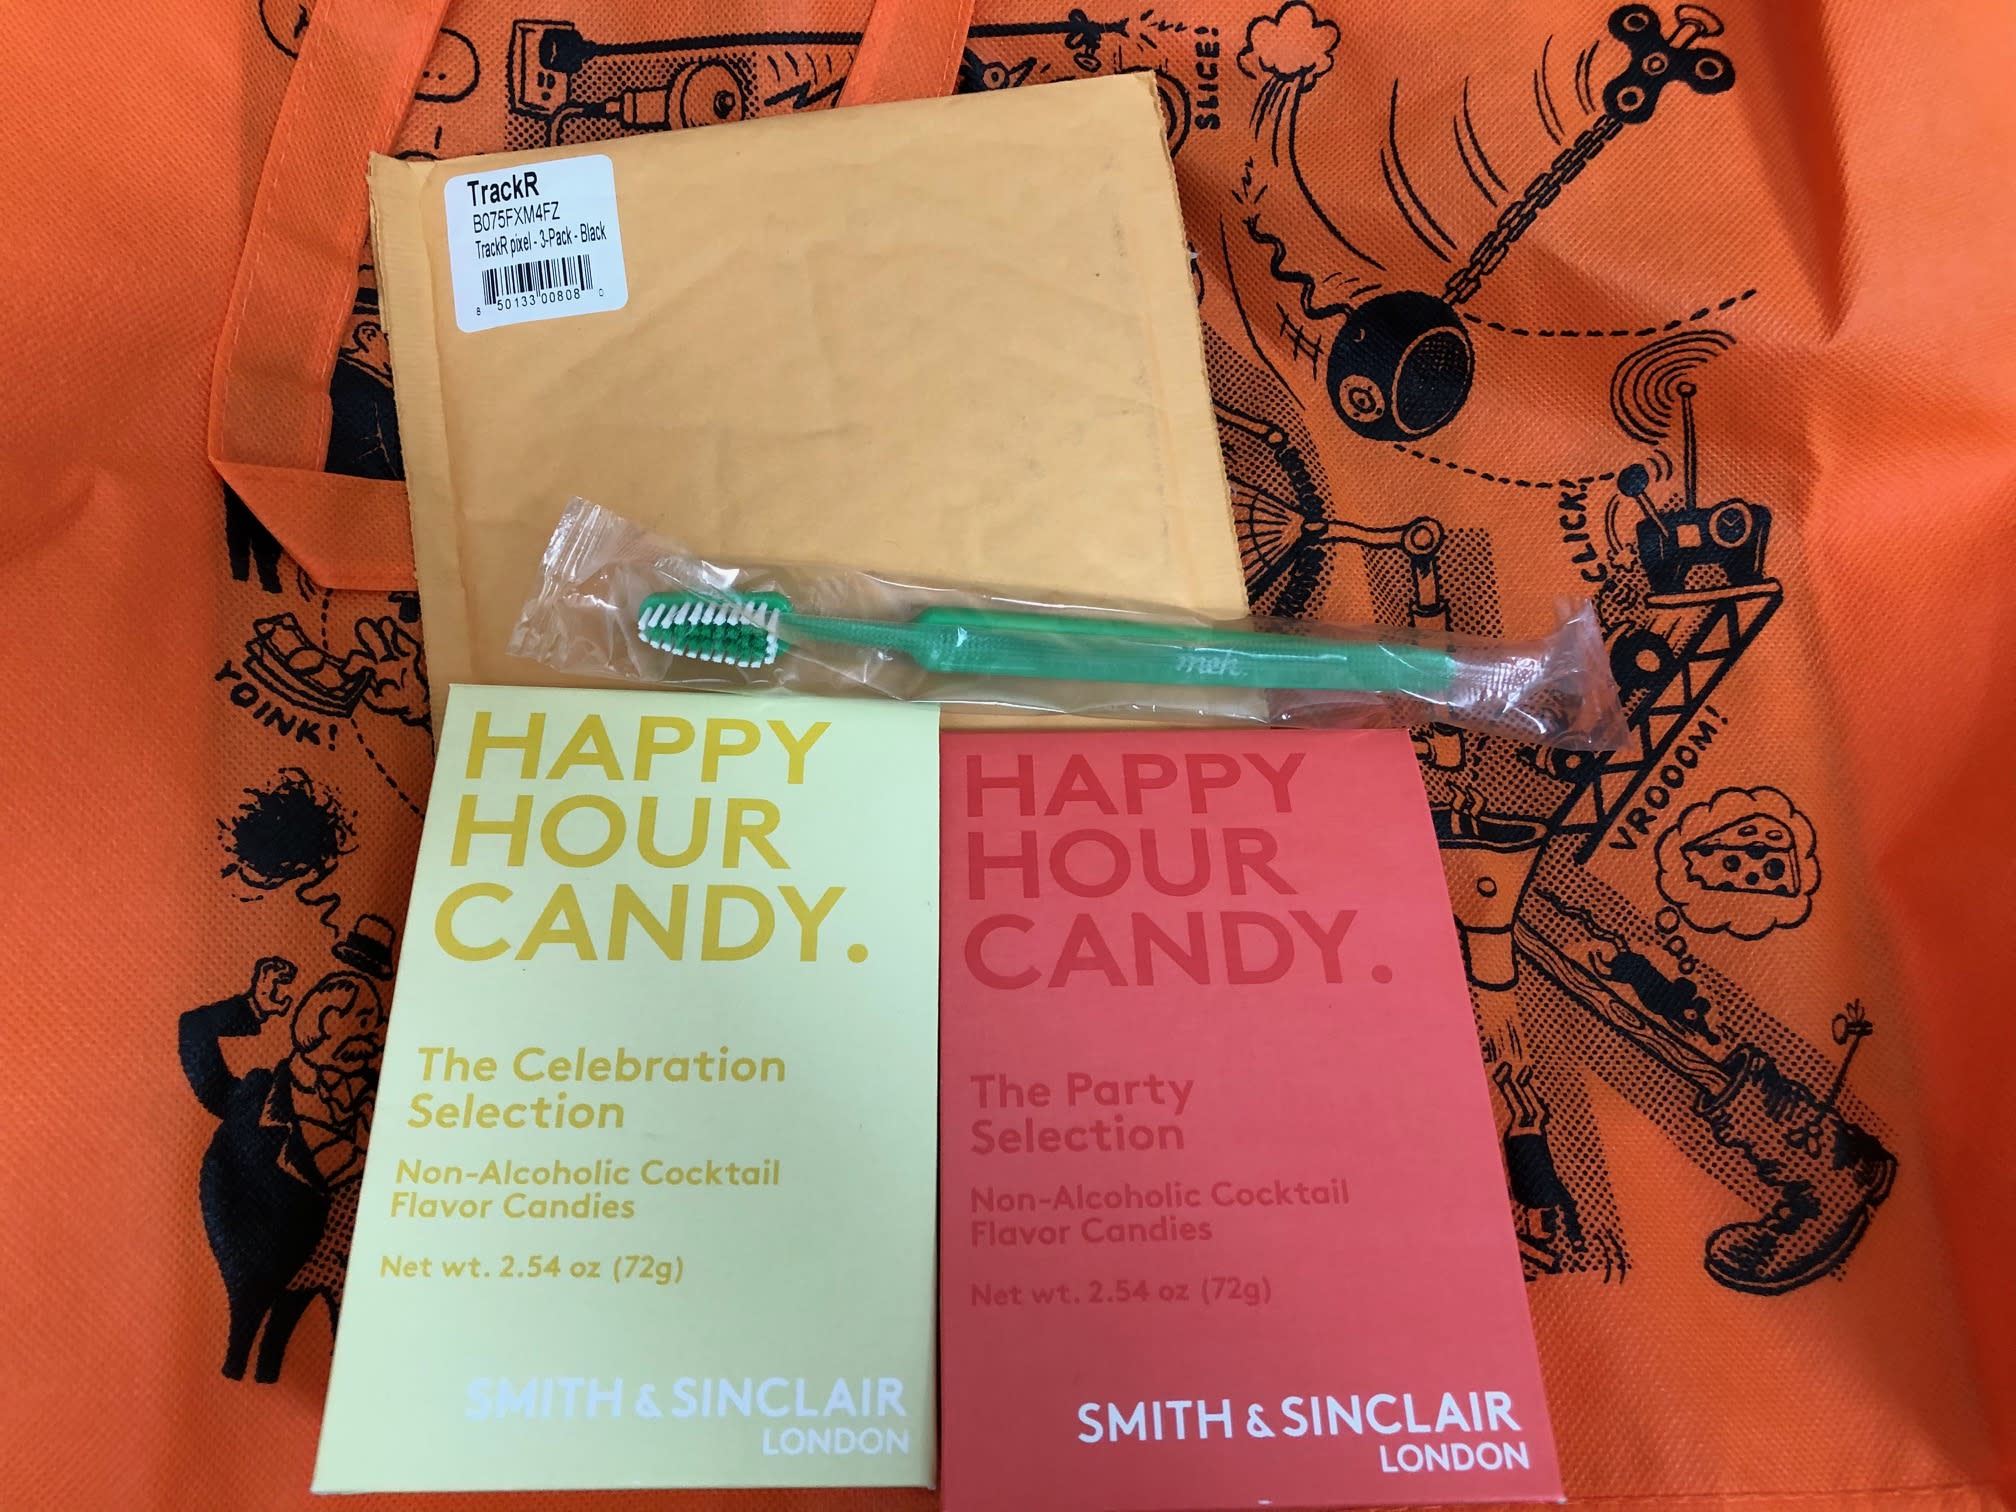 SLICE!
TrackR
B075FXM4FZ
TrackR pixel - 3-Pack - Black
8 50133 00808 0
CLICK!
meh.
YOINK!
VROOOM!
HAPPY
HOUR
CANDY.
The Celebration
Selection
Non-Alcoholic Cocktail
Flavor Candies
Net wt. 2.54 oz (72g)
SMITH & SINCLAIR
LONDON
HAPPY
HOUR
CANDY.
The Party
Selection
Non-Alcoholic Cocktail
Flavor Candies
Net wt. 2.54 oz (72g)
SMITH & SINCLAIR
LONDON